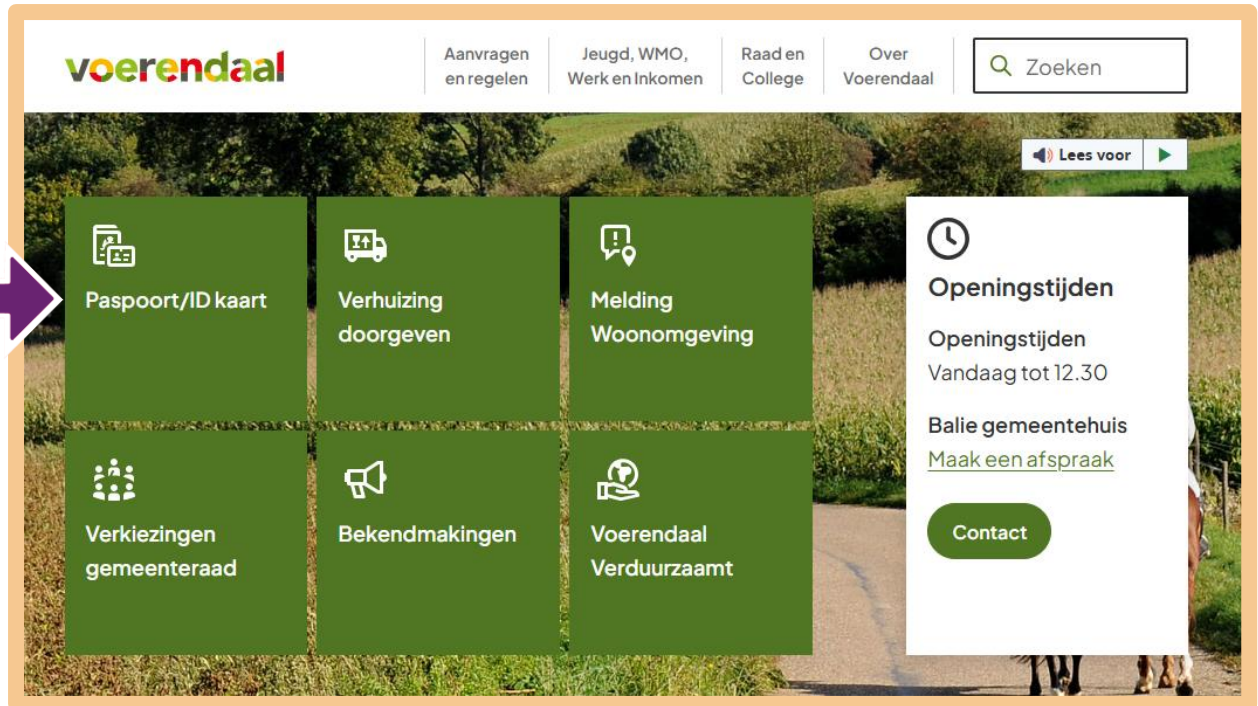 voerendaal
Aanvragen
en regelen
Jeugd, WMO,
Werk en Inkomen
Raad en
College
Over
Voerendaal
Zoeken
Lees voor
Paspoort/ID kaart
Verhuizing
doorgeven
Melding
Woonomgeving
Verkiezingen
gemeenteraad
Bekendmakingen
Voerendaal
Verduurzaamt
Openingstijden
Openingstijden
Vandaag tot 12.30
Balie gemeentehuis
Maak een afspraak
Contact